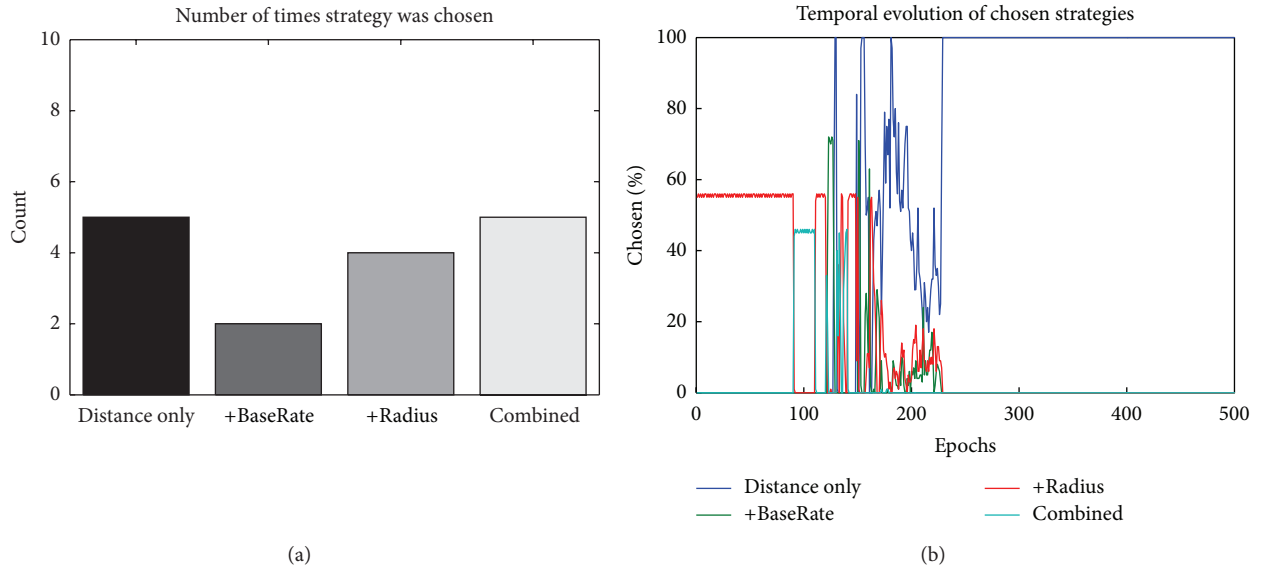 Number of times strategy was chosen
10
8
6
4
2
0
Count
Distance only
+BaseRate
+Radius
Combined
(a)
Temporal evolution of chosen strategies
100
80
60
40
20
0
Chosen (%)
0
100
200
300
400
500
Epochs
Distance only
+BaseRate
+Radius
Combined
(b)